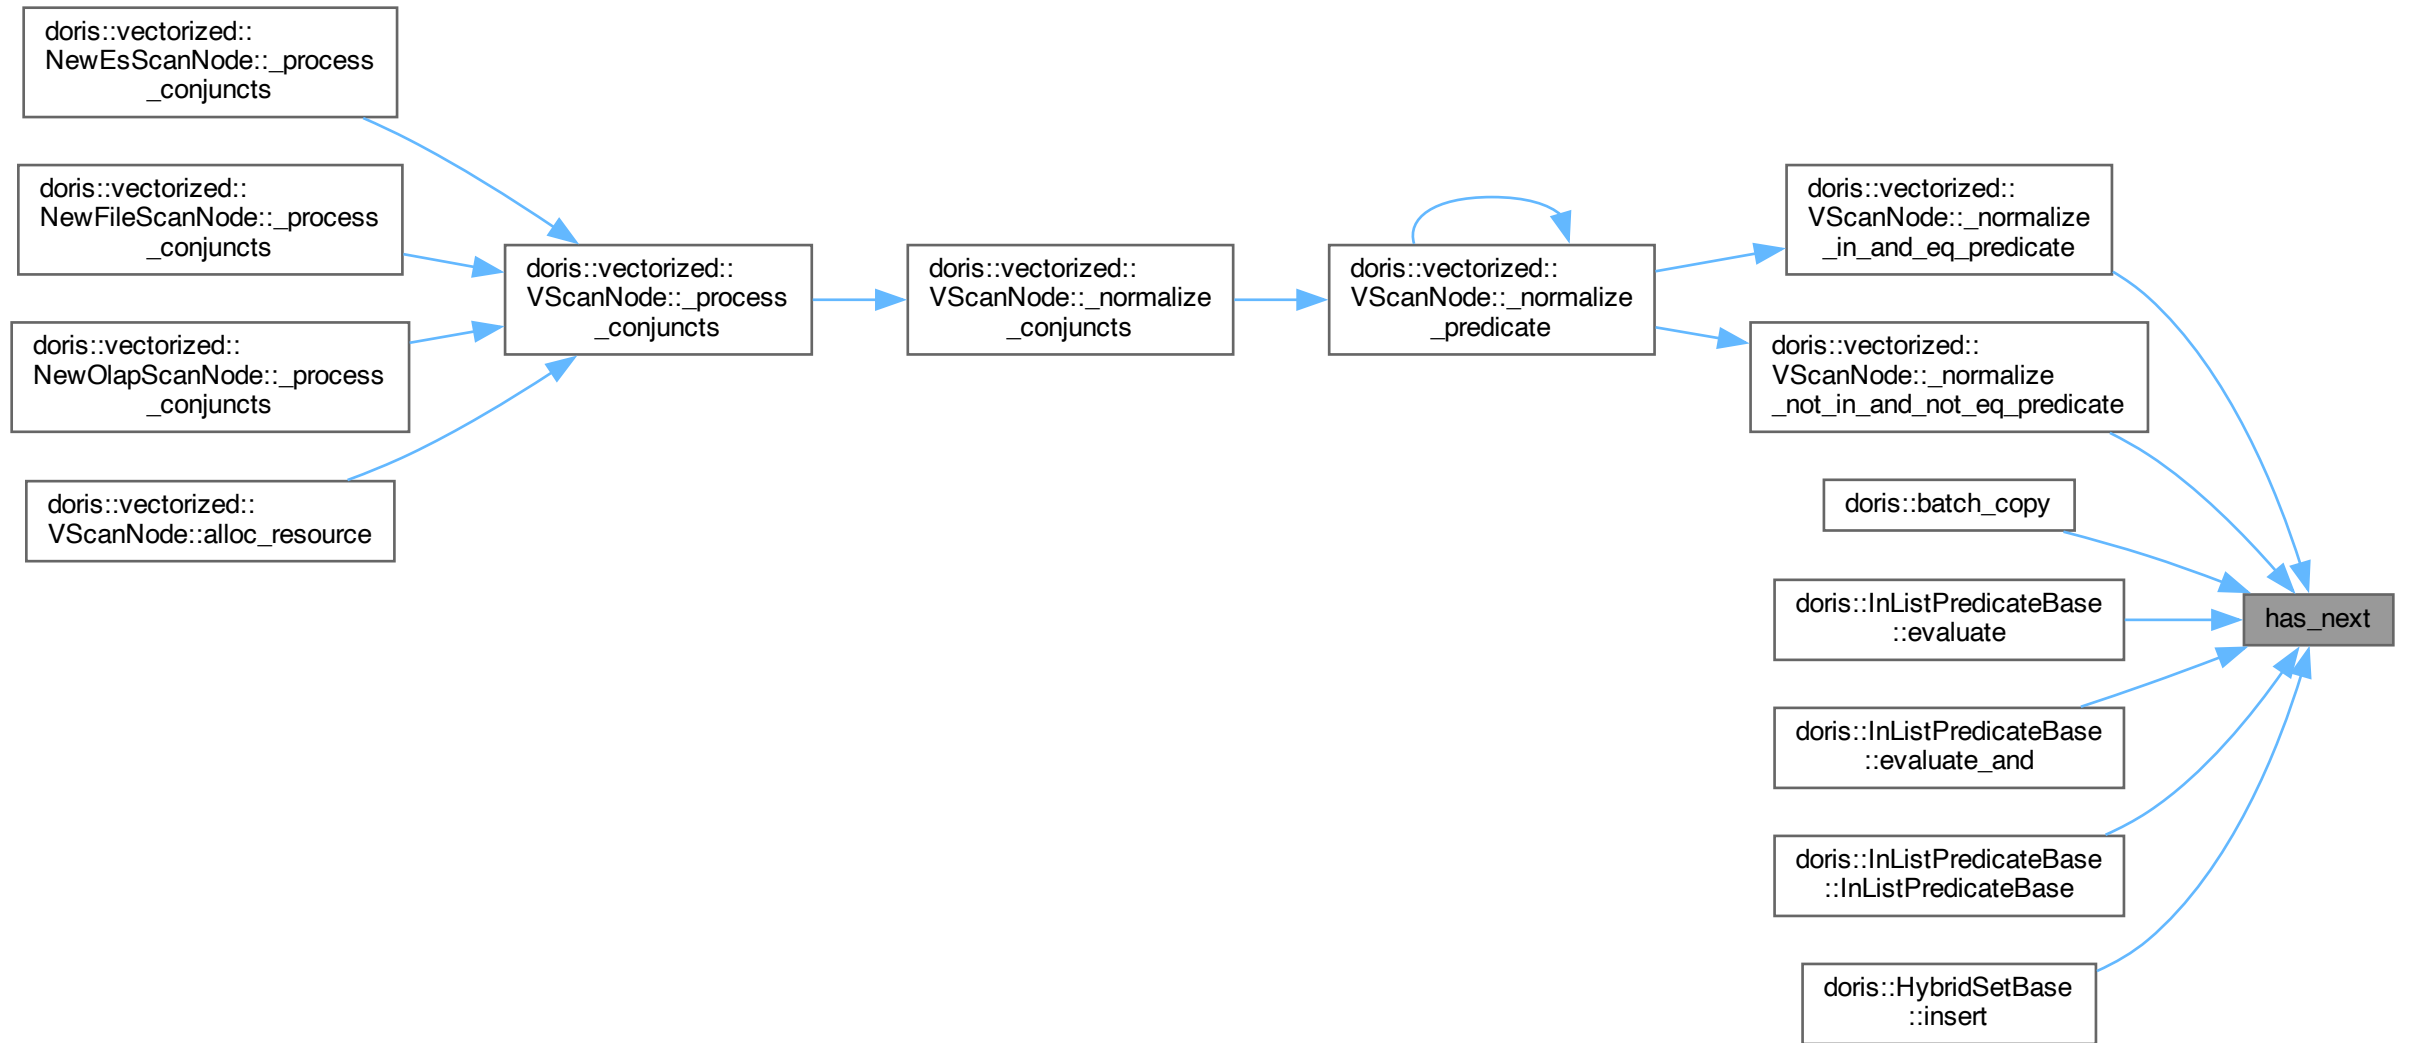 doris::vectorized::
NewEsScanNode::_process
_conjuncts
doris::vectorized::
NewFileScanNode::_process
_conjuncts
doris::vectorized::
NewOlapScanNode::_process
_conjuncts
doris::vectorized::
VScanNode::alloc_resource
doris::vectorized::
VScanNode::_process
_conjuncts
doris::vectorized::
VScanNode::_normalize
_conjuncts
doris::vectorized::
VScanNode::_normalize
_predicate
doris::vectorized::
VScanNode::_normalize
_in_and_eq_predicate
doris::vectorized::
VScanNode::_normalize
_not_in_and_not_eq_predicate
doris::batch_copy
doris::InListPredicateBase
::evaluate
doris::InListPredicateBase
::evaluate_and
doris::InListPredicateBase
::InListPredicateBase
doris::HybridSetBase
::insert
has_next